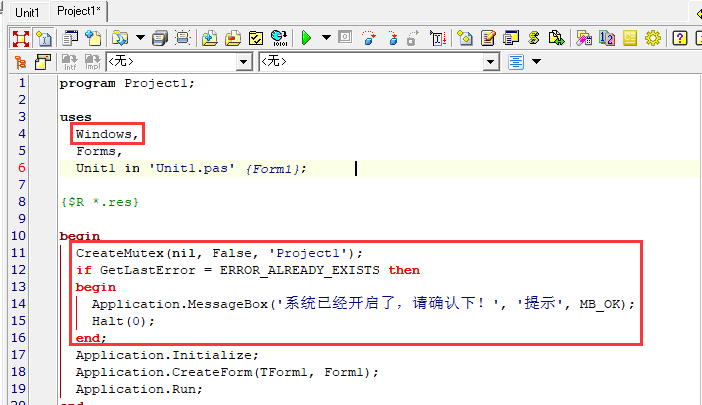 Unit1 Project1*
<无> <无>
1 program Project1;
2
3 uses
4 Windows,
5 Forms,
6 Unit1 in 'Unit1.pas' {Form1};
7
8 {$R *.res}
9
10 begin
11 CreateMutex(nil, False, 'Project1');
12 if GetLastError = ERROR_ALREADY_EXISTS then
13 begin
14 Application.MessageBox('系统已经开启了，请确认下！', '提示', MB_OK);
15 Halt(0);
16 end;
17 Application.Initialize;
18 Application.CreateForm(TForm1, Form1);
19 Application.Run;